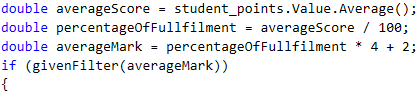 double averageScore = student_points.Value.Average();
double percentageOfFullfilment = averageScore / 100;
double averageMark = percentageOfFullfilment * 4 + 2;
if (givenFilter(averageMark))
{